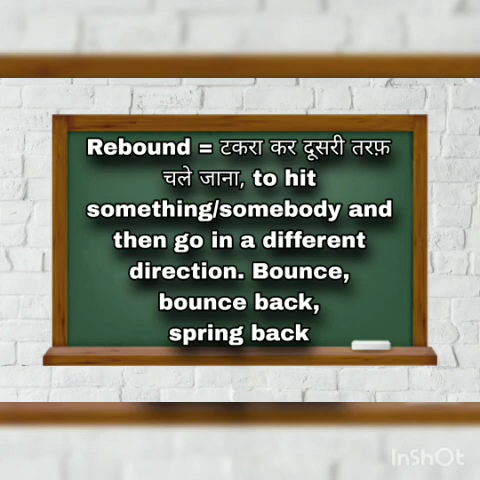 Rebound = टकरा कर दूसरी तरफ़
चले जाना, to hit
something/somebody and
then go in a different
direction. Bounce,
bounce back,
spring back
InShOt